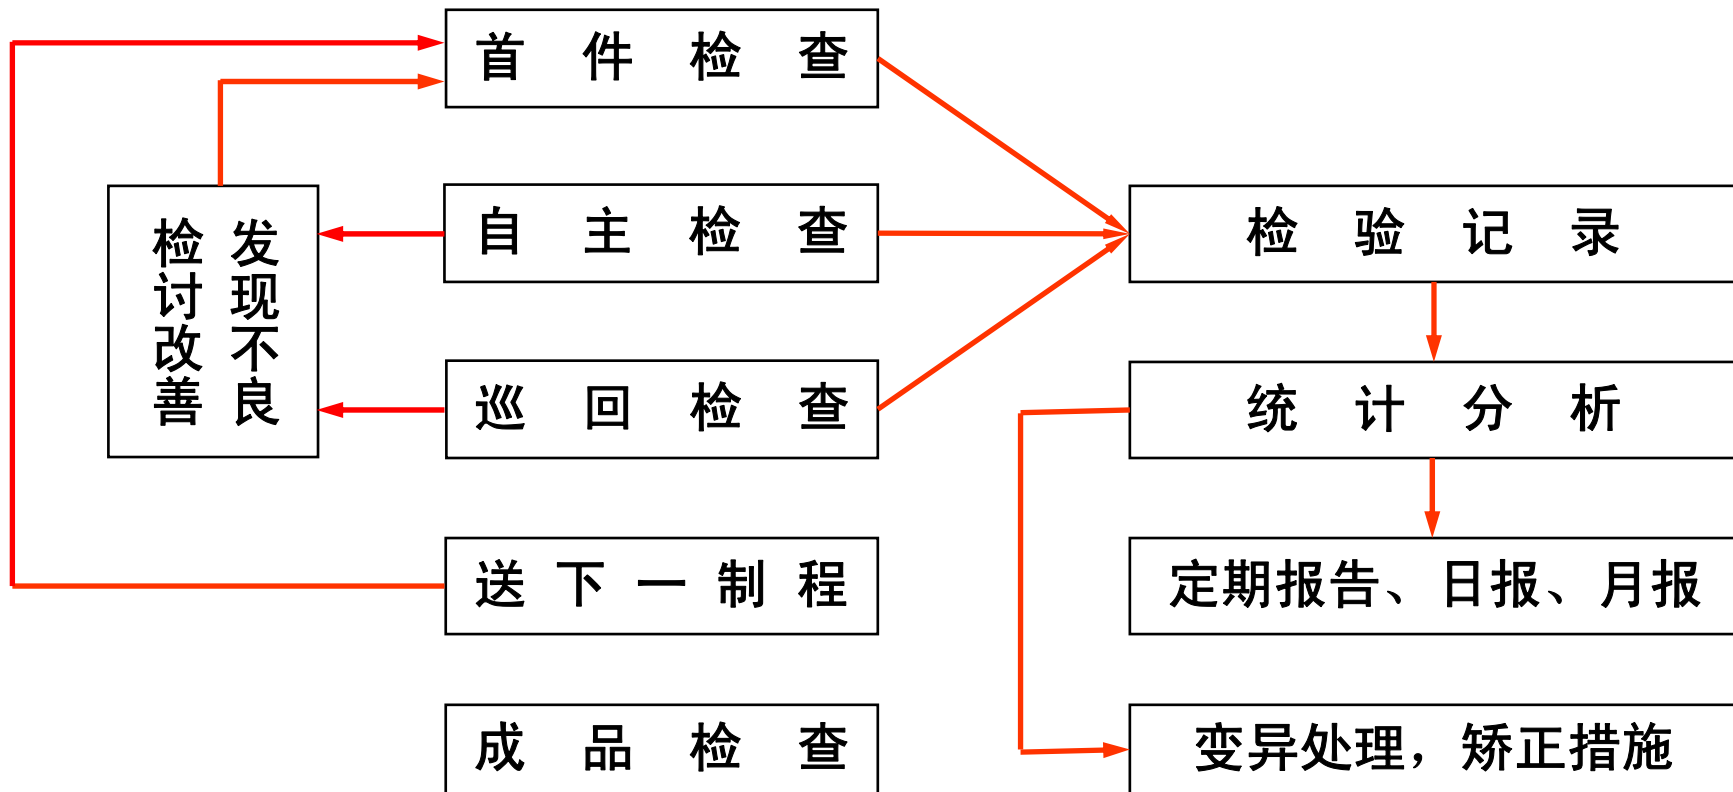 首件检查
发现不良
检讨改善
自主检查
检验记录
巡回检查
统计分析
送下一制程
定期报告、日报、月报
成品检查
变异处理，矫正措施